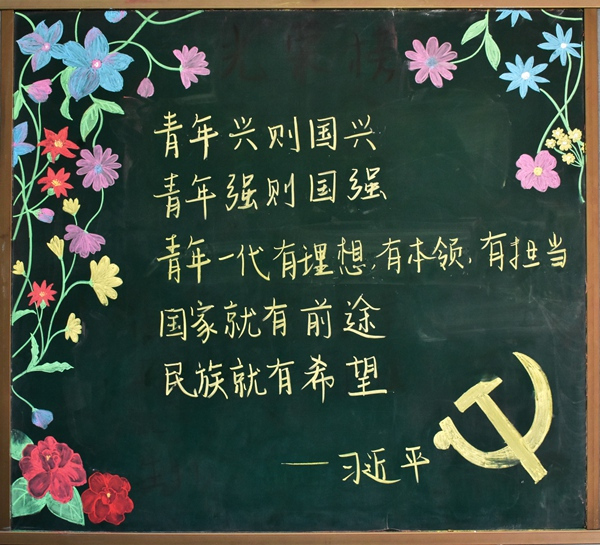 青年兴则国兴
青年强则国强
青年一代有理想,有本领,有担当
国家就有前途
民族就有希望
——习近平